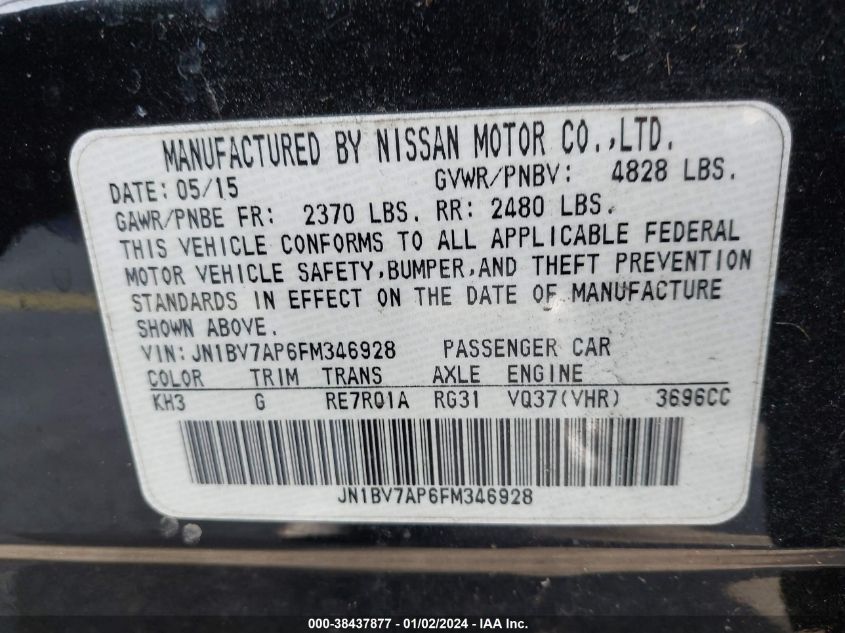 MANUFACTURED BY NISSAN MOTOR CO.,LTD.
DATE: 05/15 GVWR/PNBV: 4828 LBS.
GAWR/PNBE FR: 2370 LBS. RR: 2480 LBS.
THIS VEHICLE CONFORMS TO ALL APPLICABLE FEDERAL
MOTOR VEHICLE SAFETY,BUMPER,AND THEFT PREVENTION
STANDARDS IN EFFECT ON THE DATE OF MANUFACTURE
SHOWN ABOVE.
VIN: JN1BV7AP6FM346928 PASSENGER CAR
COLOR TRIM TRANS AXLE ENGINE
KH3 G RE7R01A RG31 VQ37(VHR) 3696CC
JN1BV7AP6FM346928
000-38437877 - 01/02/2024 - IAA Inc.